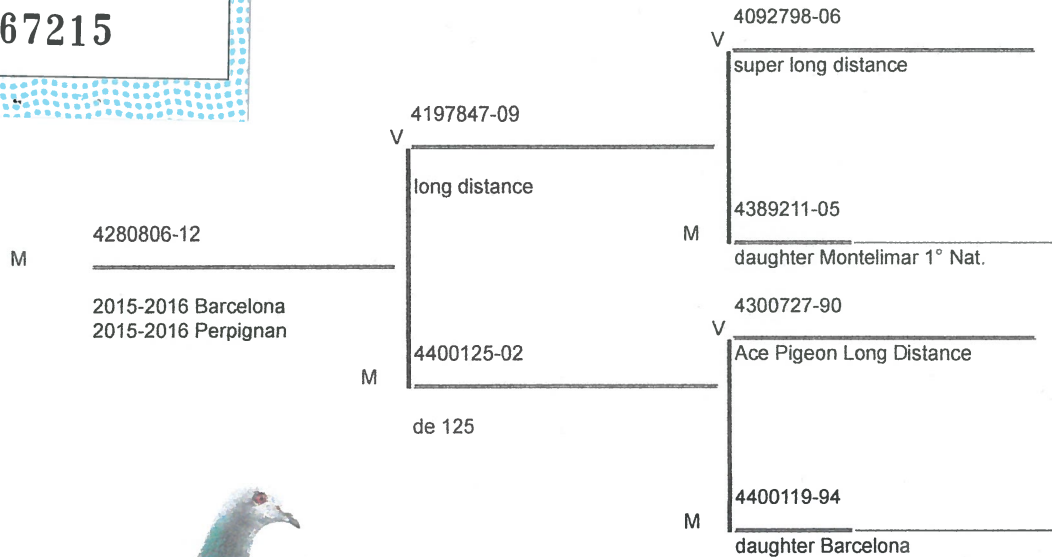 67215
4092798-06
V
super long distance
4197847-09
V
long distance
4389211-05
M
daughter Montelimar 1° Nat.
4280806-12
M
2015-2016 Barcelona
2015-2016 Perpignan
4300727-90
V
Ace Pigeon Long Distance
4400125-02
M
de 125
4400119-94
M
daughter Barcelona